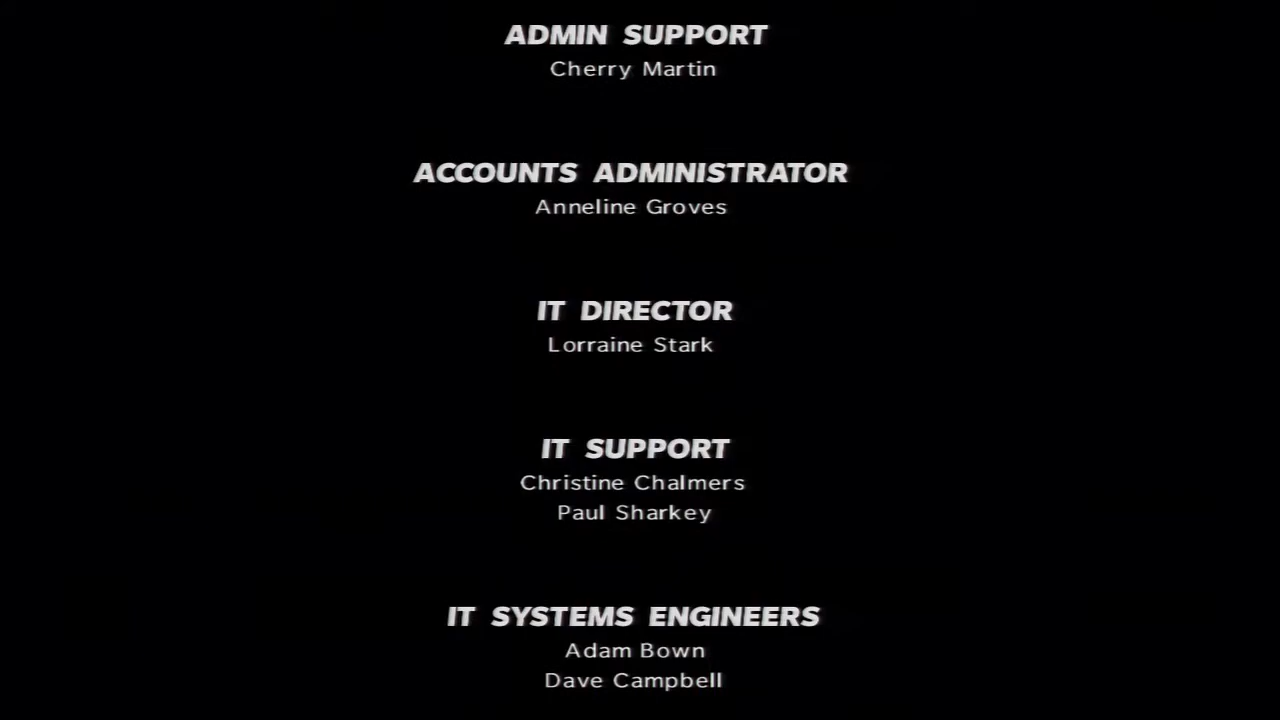 ADMIN SUPPORT
Cherry Martin
ACCOUNTS ADMINISTRATOR
Anneline Groves
IT DIRECTOR
Lorraine Stark
IT SUPPORT
Christine Chalmers
Paul Sharkey
IT SYSTEMS ENGINEERS
Adam Bown
Dave Campbell